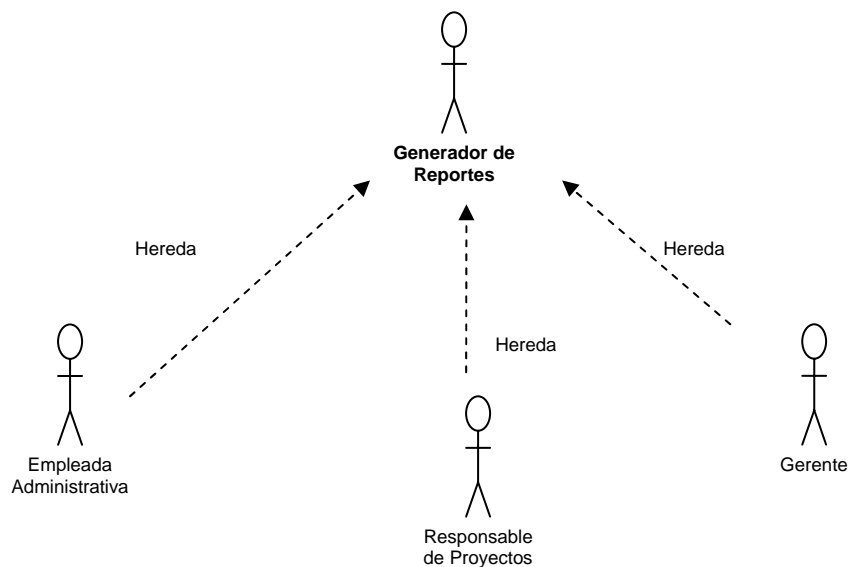 Generador de
Reportes
Hereda
Hereda
Hereda
Empleada
Administrativa
Gerente
Responsable
de Proyectos